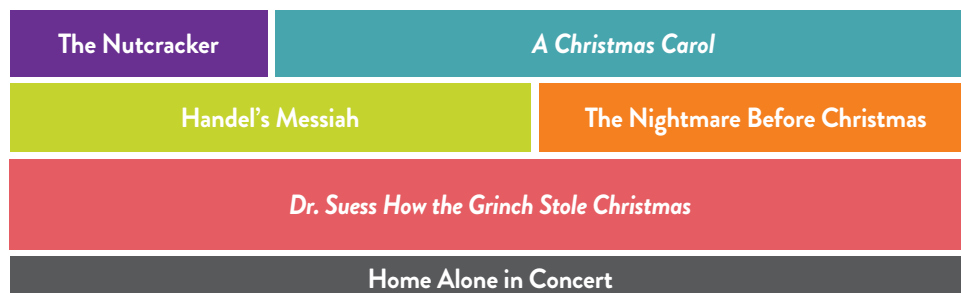 The Nutcracker
A Christmas Carol
Handel's Messiah
The Nightmare Before Christmas
Dr. Suess How the Grinch Stole Christmas
Home Alone in Concert